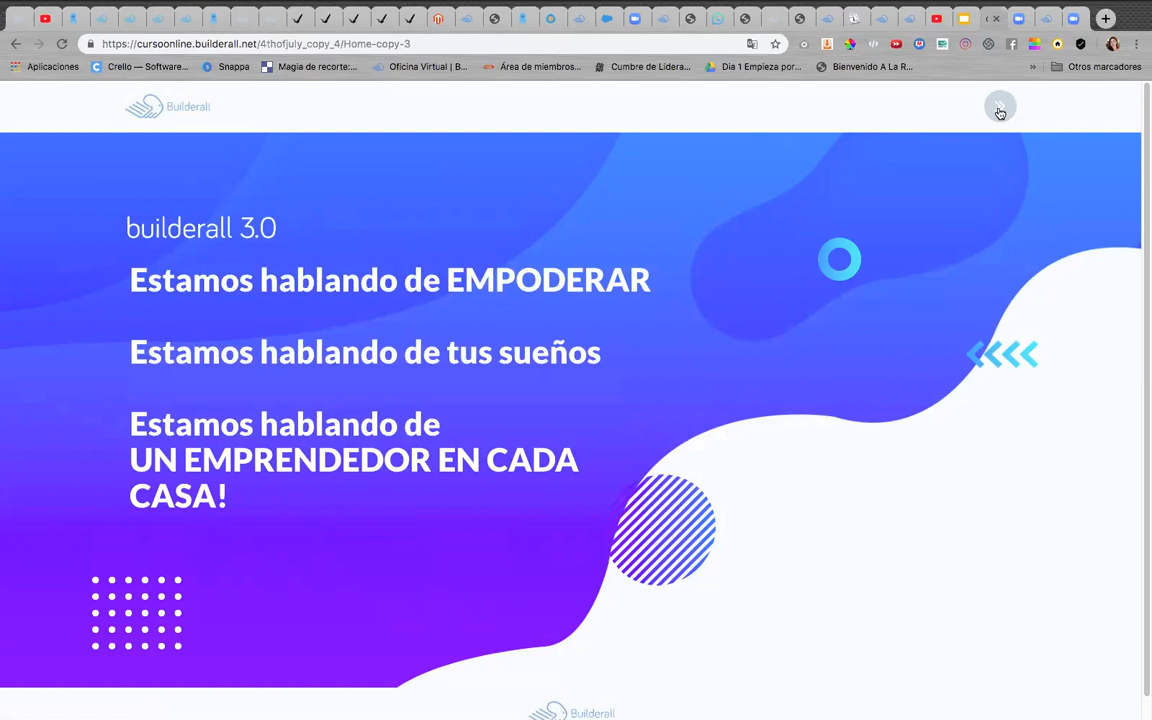 https://cursoonline.builderall.net/4thofjuly_copy_4/Home-copy-3
Aplicaciones
Crello — Software...
Snappa
Magia de recorte:...
Oficina Virtual | B...
Área de miembros...
Cumbre de Lidera...
Dia 1 Empieza por...
Bienvenido A La R...
»
Otros marcadores
Builderall
builderall 3.0
Estamos hablando de EMPODERAR
Estamos hablando de tus sueños
Estamos hablando de
UN EMPRENDEDOR EN CADA
CASA!
Builderall